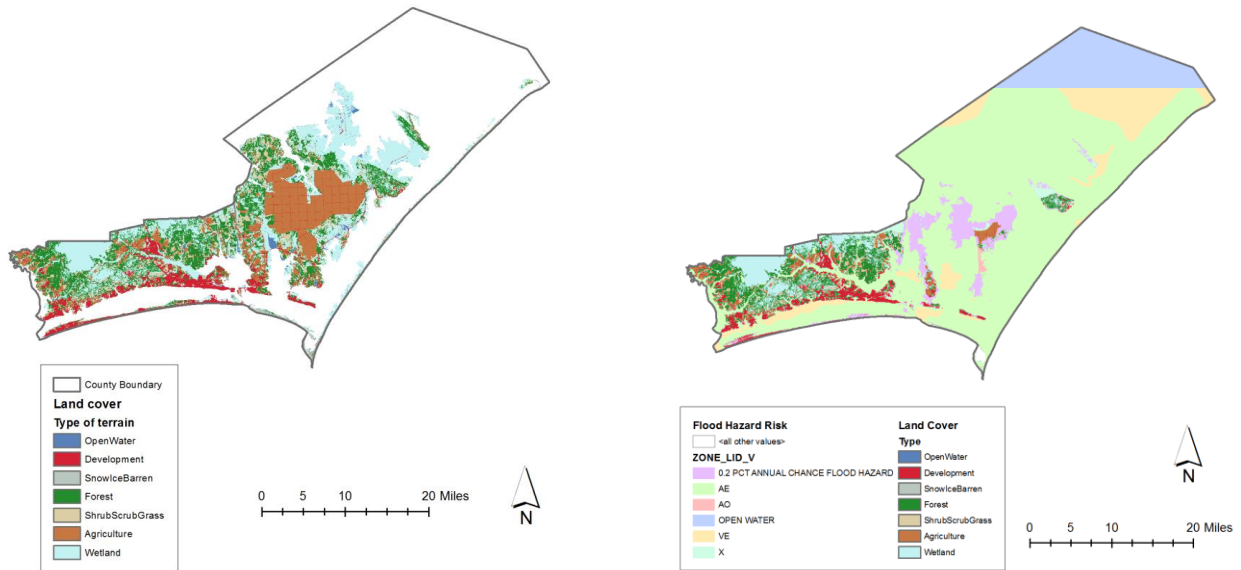 County Boundary
Land cover
Type of terrain
OpenWater
Development
SnowIceBarren
Forest
ShrubScrubGrass
Agriculture
Wetland
0 5 10 20 Miles
N
Flood Hazard Risk
<all other values>
ZONE_LID_V
0.2 PCT ANNUAL CHANCE FLOOD HAZARD
AE
AO
OPEN WATER
VE
X
Land Cover
Type
OpenWater
Development
SnowIceBarren
Forest
ShrubScrubGrass
Agriculture
Wetland
N
0 5 10 20 Miles